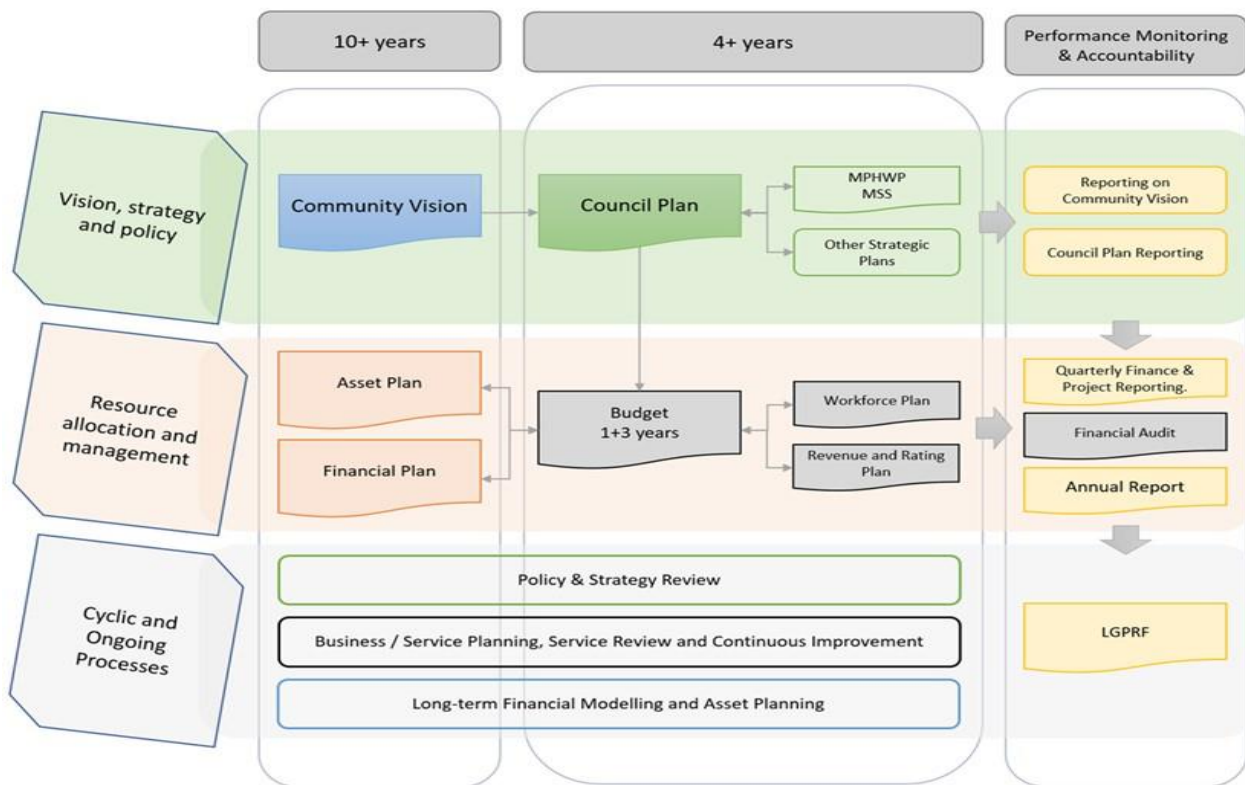 10+ years
4+ years
Performance Monitoring
& Accountability
Vision, strategy
and policy
Community Vision
Council Plan
MPHWP
MSS
Other Strategic
Plans
Reporting on
Community Vision
Council Plan Reporting
Resource
allocation and
management
Asset Plan
Financial Plan
Budget
1+3 years
Workforce Plan
Revenue and Rating
Plan
Quarterly Finance &
Project Reporting.
Financial Audit
Annual Report
Cyclic and
Ongoing
Processes
Policy & Strategy Review
Business / Service Planning, Service Review and Continuous Improvement
Long-term Financial Modelling and Asset Planning
LGPRF